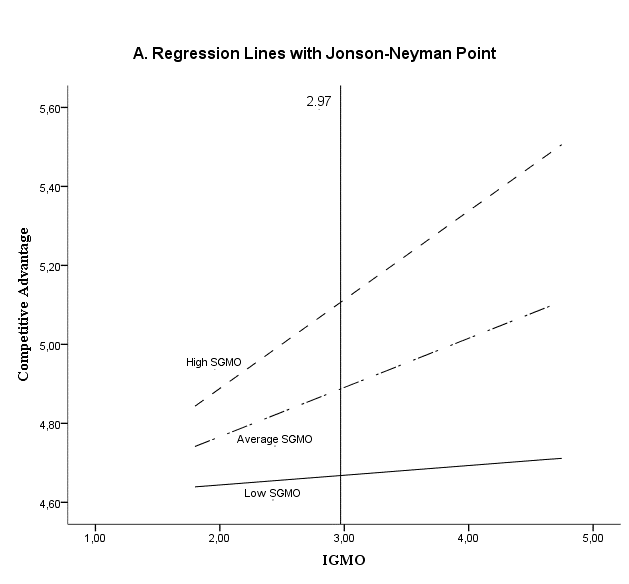 A. Regression Lines with Jonson-Neyman Point
2.97
5,60
5,40
5,20
5,00
4,80
4,60
Competitive Advantage
High SGMO
Average SGMO
Low SGMO
1,00
2,00
3,00
4,00
5,00
IGMO